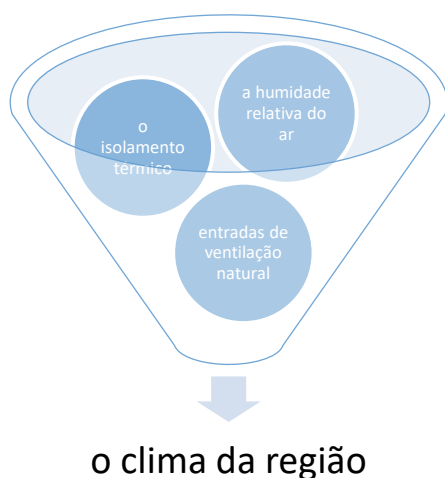 o
isolamento
térmico
a humidade
relativa do
ar
entradas de
ventilação
natural
o clima da região